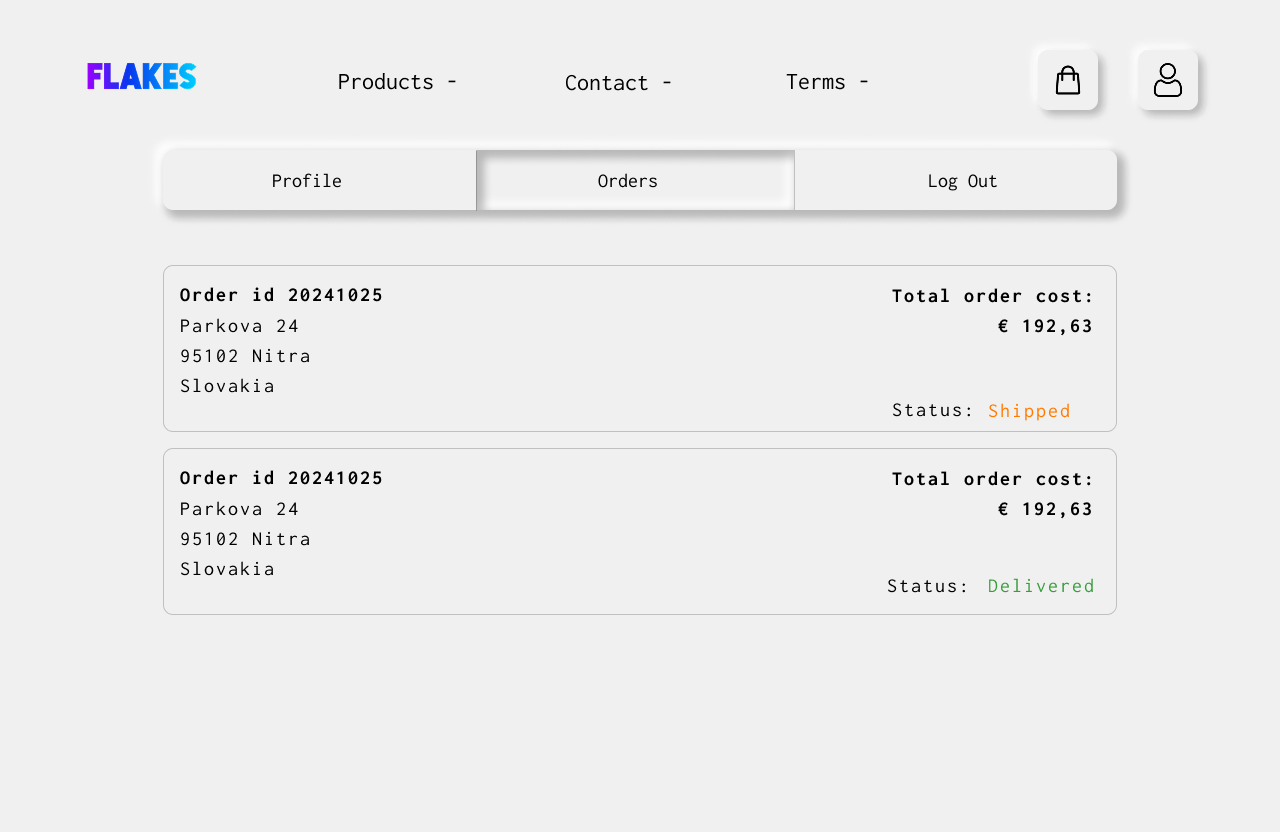 FLAKES
Products -
Contact -
Terms -
Profile
Orders
Log Out
Order id 20241025
Parkova 24
95102 Nitra
Slovakia
Total order cost:
€ 192,63
Status: Shipped
Order id 20241025
Parkova 24
95102 Nitra
Slovakia
Total order cost:
€ 192,63
Status: Delivered